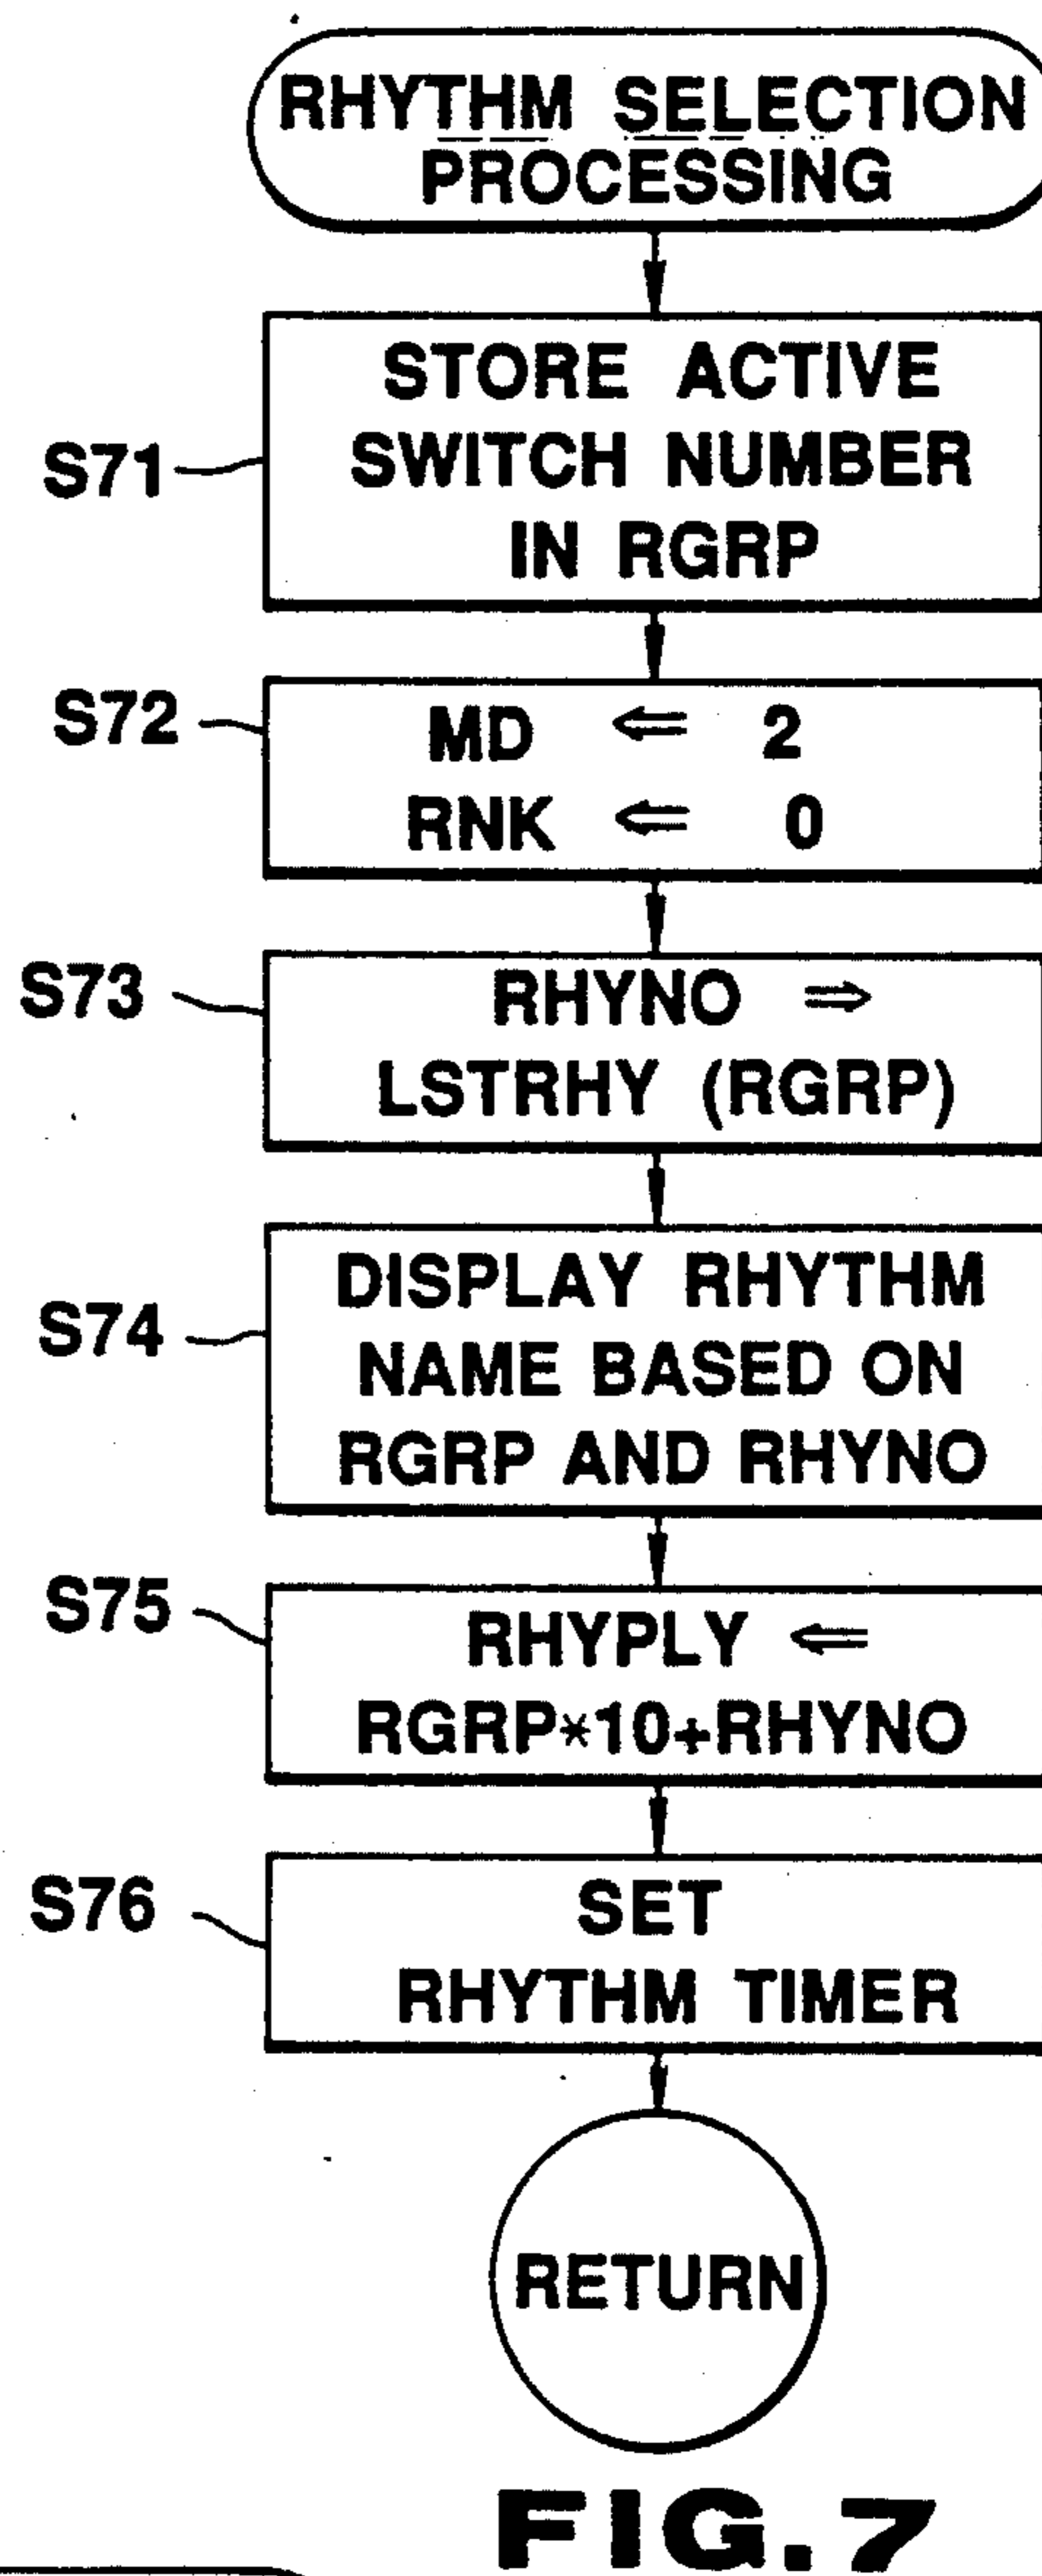 RHYTHM SELECTION
PROCESSING
S71
STORE ACTIVE
SWITCH NUMBER
IN RGRP
S72
MD ⇐ 2
RNK ⇐ 0
S73
RHYNO ⇒
LSTRHY (RGRP)
S74
DISPLAY RHYTHM
NAME BASED ON
RGRP AND RHYNO
S75
RHYPLY ⇐
RGRP*10+RHYNO
S76
SET
RHYTHM TIMER
RETURN
FIG.7